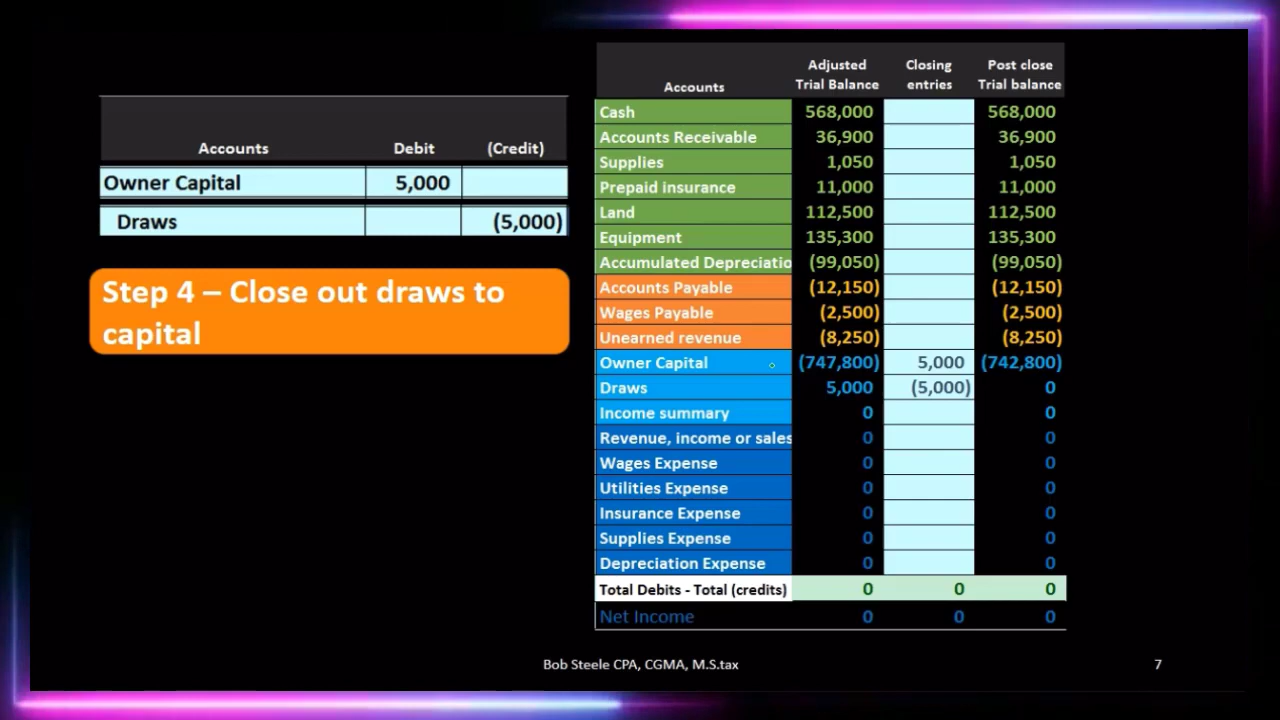 Accounts Debit (Credit)
Owner Capital 5,000
Draws (5,000)
Step 4 – Close out draws to
capital
Adjusted Closing Post close
Accounts Trial Balance entries Trial balance
Cash 568,000 568,000
Accounts Receivable 36,900 36,900
Supplies 1,050 1,050
Prepaid insurance 11,000 11,000
Land 112,500 112,500
Equipment 135,300 135,300
Accumulated Depreciatio (99,050) (99,050)
Accounts Payable (12,150) (12,150)
Wages Payable (2,500) (2,500)
Unearned revenue (8,250) (8,250)
Owner Capital (747,800) 5,000 (742,800)
Draws 5,000 (5,000) 0
Income summary 0 0
Revenue, income or sales 0 0
Wages Expense 0 0
Utilities Expense 0 0
Insurance Expense 0 0
Supplies Expense 0 0
Depreciation Expense 0 0
Total Debits - Total (credits) 0 0 0
Net Income 0 0 0
Bob Steele CPA, CGMA, M.S.tax 7